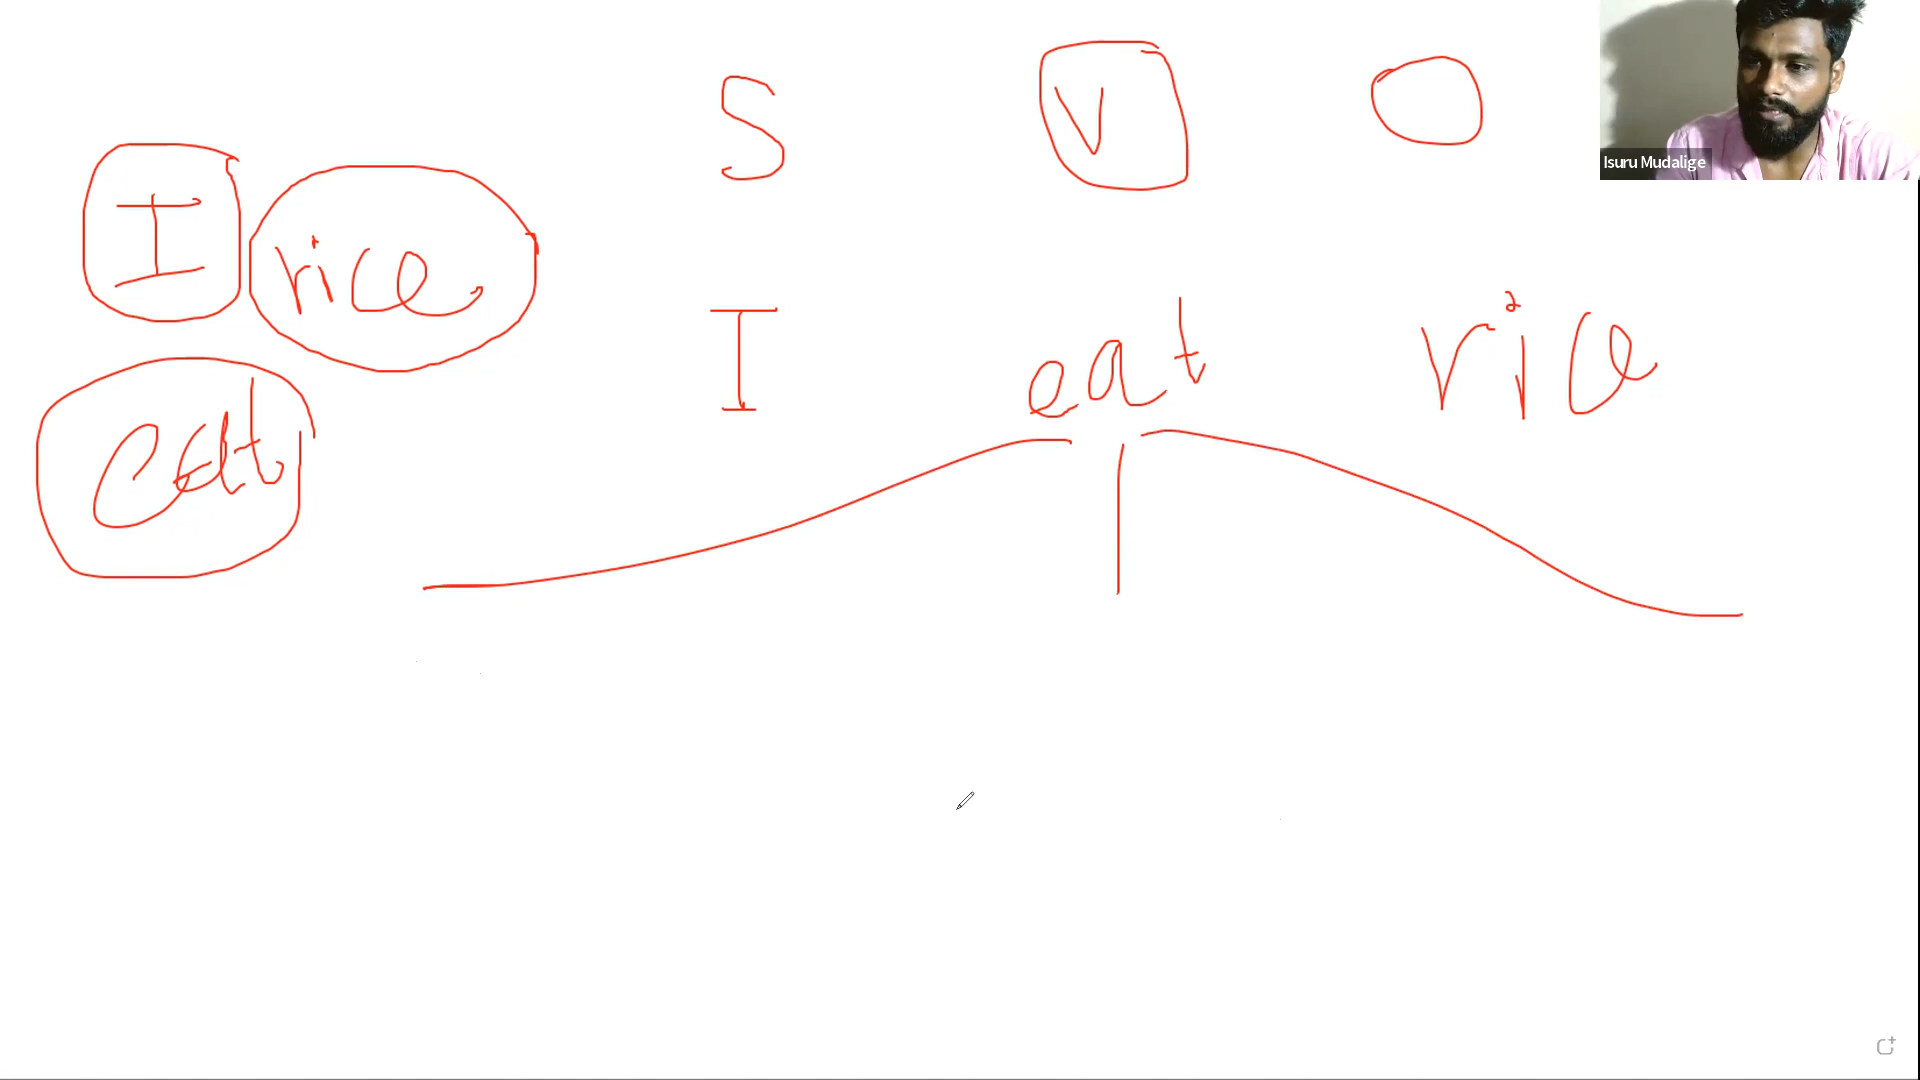 S V O
Isuru Mudalige
I rice
eat
I eat rice